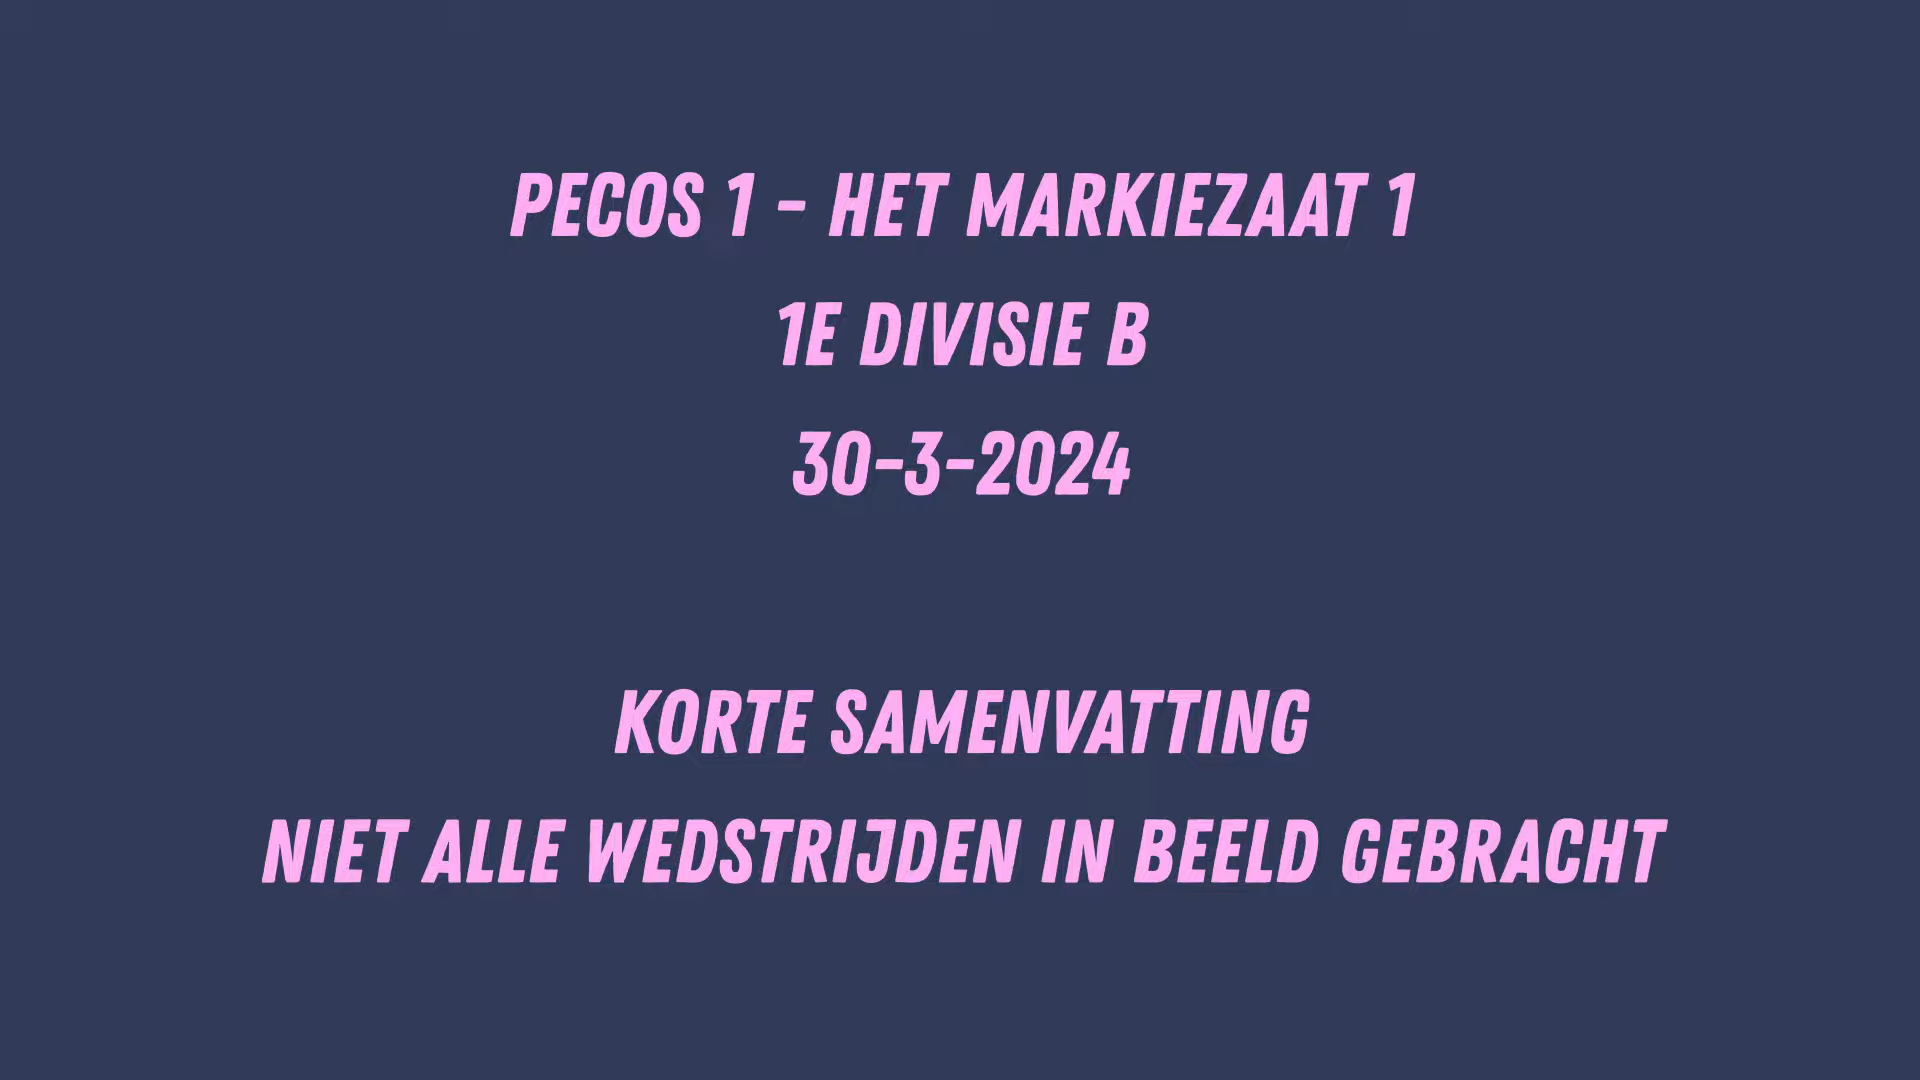 PECOS 1 - HET MARKIEZAAT 1
1E DIVISIE B
30-3-2024
KORTE SAMENVATTING
NIET ALLE WEDSTRIJDEN IN BEELD GEBRACHT